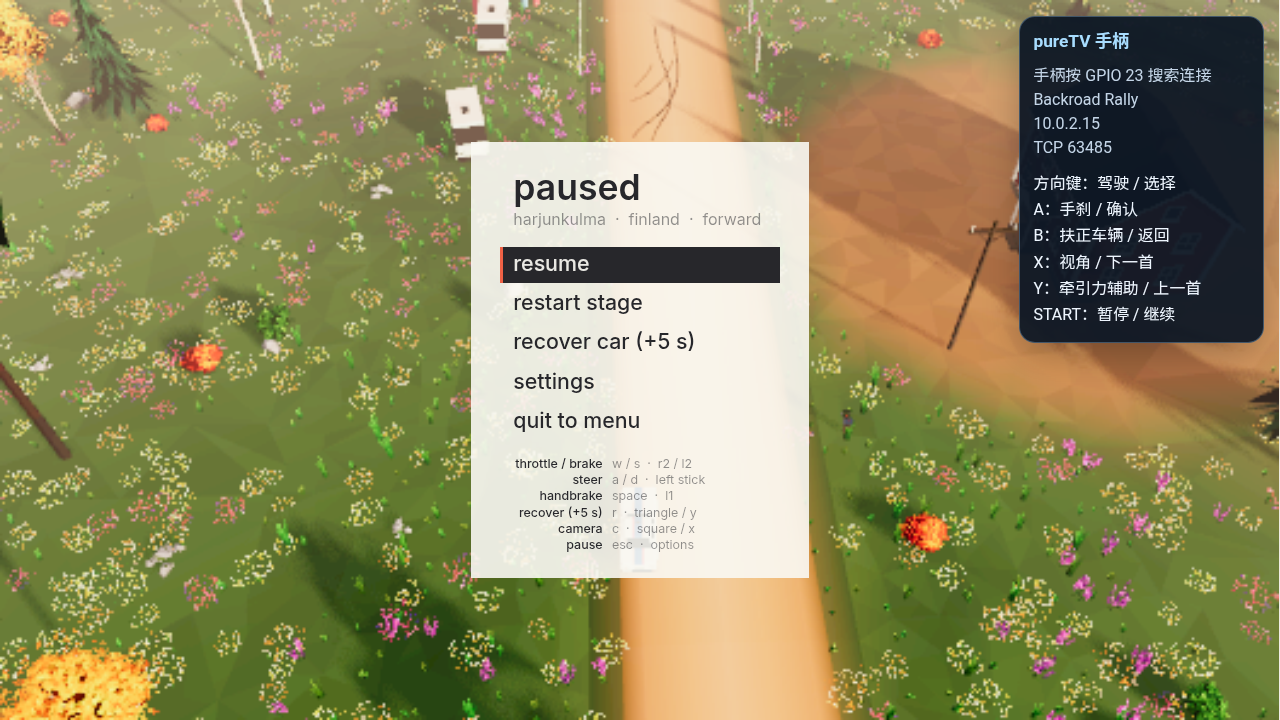 paused
harjunkulma · finland · forward
resume
restart stage
recover car (+5 s)
settings
quit to menu
throttle / brake w / s · r2 / l2
steer a / d · left stick
handbrake space · l1
recover (+5 s) r · triangle / y
camera c · square / x
pause esc · options
pureTV 手柄
手柄按 GPIO 23 搜索连接
Backroad Rally
10.0.2.15
TCP 63485
方向键：驾驶 / 选择
A：手刹 / 确认
B：扶正车辆 / 返回
X：视角 / 下一首
Y：牵引力辅助 / 上一首
START：暂停 / 继续